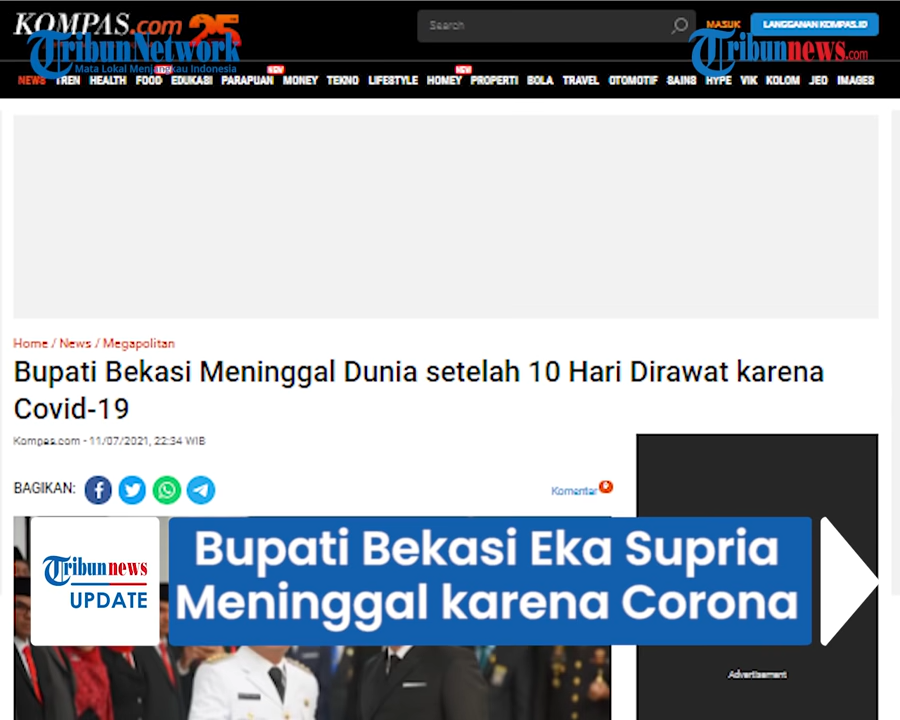 KOMPAS.com 25
Search
MASUK
LANGGANAN KOMPAS.ID
TribunNetwork
Mata Lokal Menjangkau Indonesia
Tribunnews.com
NEWS TREN HEALTH FOOD EDUKASI PARAPUAN MONEY TEKNO LIFESTYLE HOMEY PROPERTI BOLA TRAVEL OTOMOTIF SAINS HYPE VIK KOLOM JEO IMAGES
Home / News / Megapolitan
Bupati Bekasi Meninggal Dunia setelah 10 Hari Dirawat karena
Covid-19
Kompas.com - 11/07/2021, 22:34 WIB
BAGIKAN:
Komentar
Tribunnews
UPDATE
Bupati Bekasi Eka Supria
Meninggal karena Corona
Advertisement